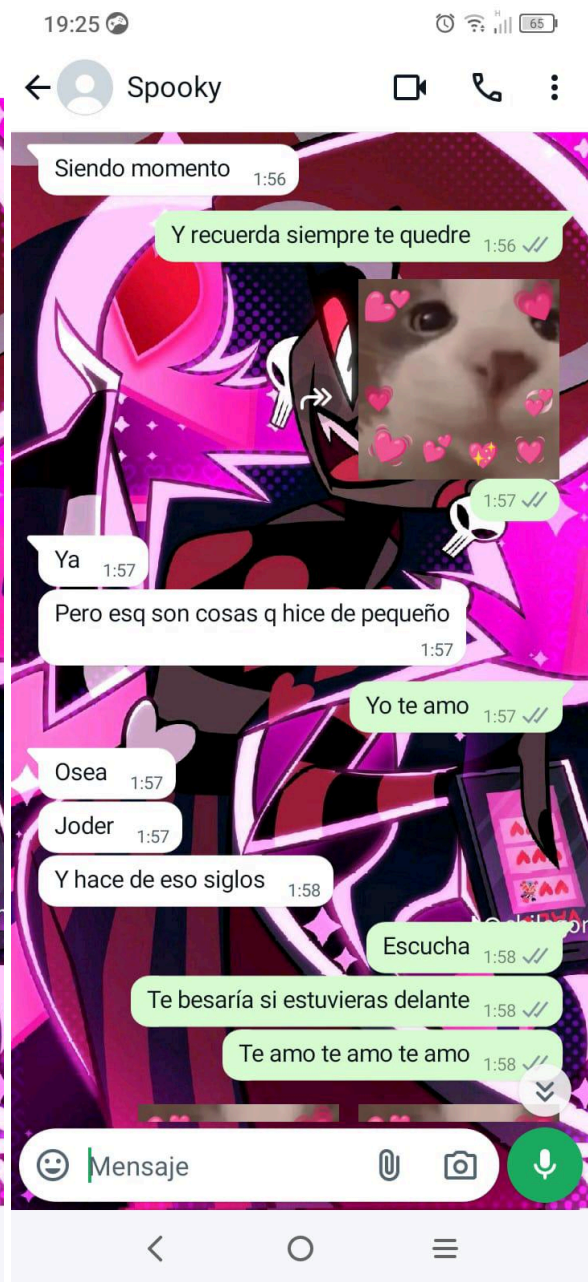 19:25
H
65
Spooky
Siendo momento 1:56
Y recuerda siempre te quedre 1:56
1:57
Ya 1:57
Pero esq son cosas q hice de pequeño
1:57
Yo te amo 1:57
Osea 1:57
Joder 1:57
Y hace de eso siglos 1:58
Escucha 1:58
Te besaría si estuvieras delante 1:58
Te amo te amo te amo 1:58
Mensaje